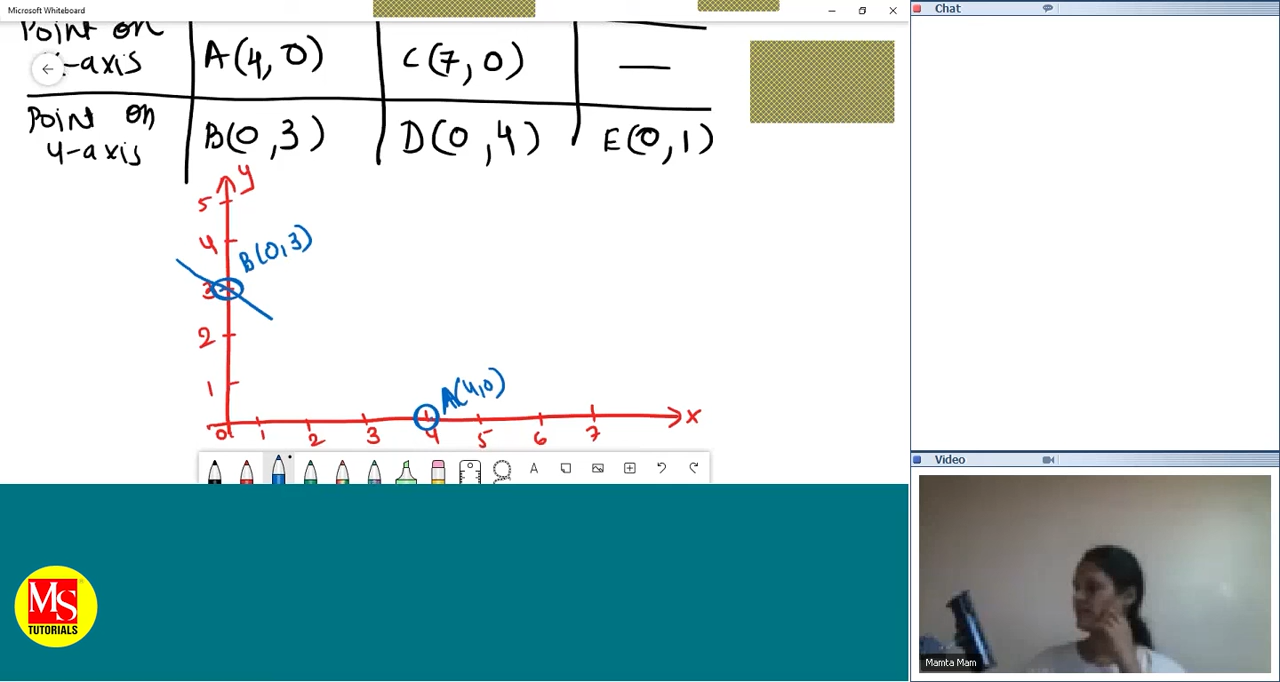 Microsoft Whiteboard
Chat
Point on
-axis
A(4, 0)
C(7, 0)
—
Point on
y-axis
B(0, 3)
D(0, 4)
E(0, 1)
y
5
4
B(0, 3)
3
2
1
A(4,0)
x
0 1 2 3 4 5 6 7
A
Video
MS
TUTORIALS
Mamta Mam